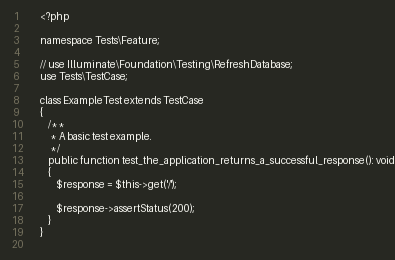 1 <?php
2
3 namespace Tests\Feature;
4
5 // use Illuminate\Foundation\Testing\RefreshDatabase;
6 use Tests\TestCase;
7
8 class ExampleTest extends TestCase
9 {
10 /**
11 * A basic test example.
12 */
13 public function test_the_application_returns_a_successful_response(): void
14 {
15 $response = $this->get('/');
16
17 $response->assertStatus(200);
18 }
19 }
20